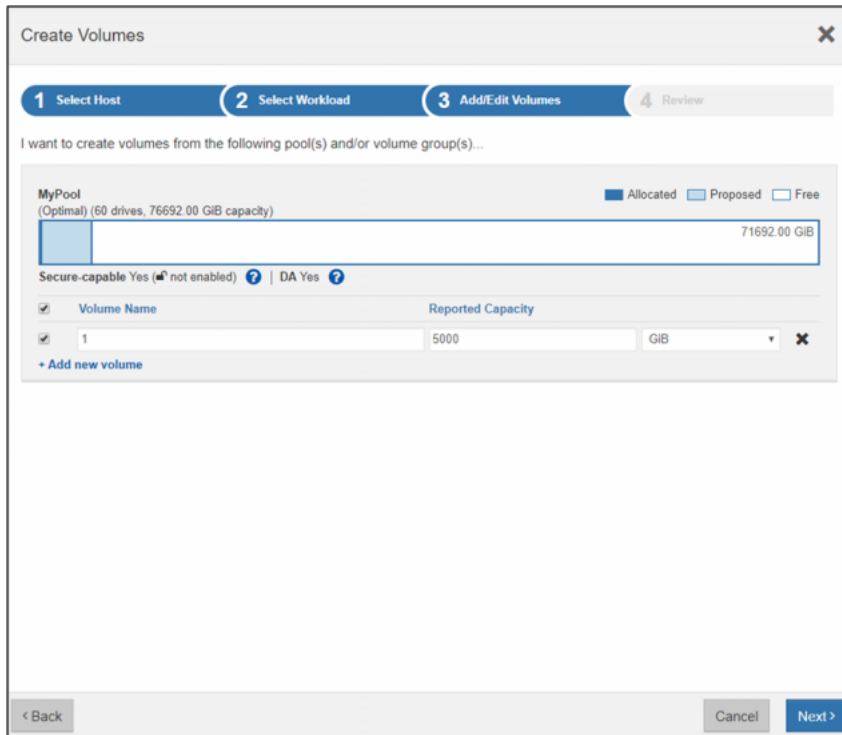 Create Volumes
1 Select Host 2 Select Workload 3 Add/Edit Volumes 4 Review
I want to create volumes from the following pool(s) and/or volume group(s)...
MyPool Allocated Proposed Free
(Optimal) (60 drives, 76692.00 GiB capacity)
71692.00 GiB
Secure-capable Yes (not enabled) ? | DA Yes ?
Volume Name Reported Capacity
1 5000 GiB
+ Add new volume
< Back Cancel Next >